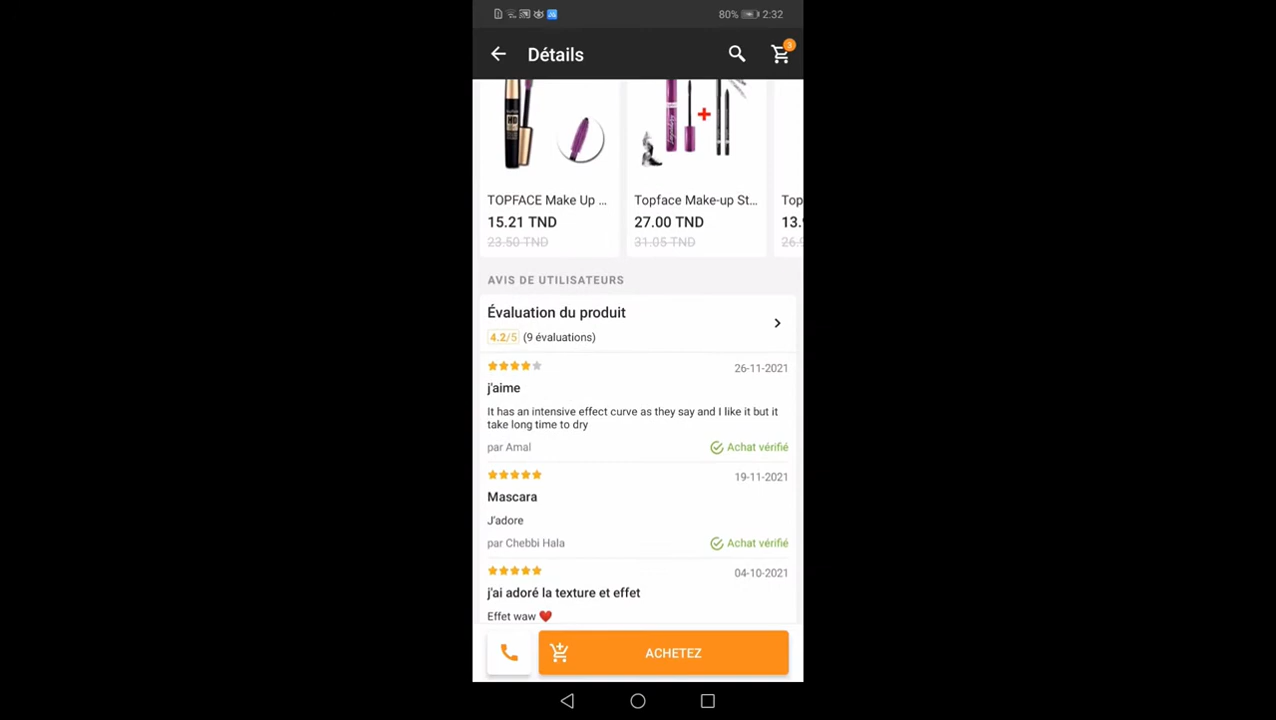 80% 2:32
Détails
3
HD
TOPFACE Make Up ...
Topface Make-up St...
Top
15.21 TND
27.00 TND
13.9
23.50 TND
31.05 TND
26.9
AVIS DE UTILISATEURS
Évaluation du produit
4.2/5 (9 évaluations)
26-11-2021
j'aime
It has an intensive effect curve as they say and I like it but it
take long time to dry
par Amal
Achat vérifié
19-11-2021
Mascara
J'adore
par Chebbi Hala
Achat vérifié
04-10-2021
j'ai adoré la texture et effet
Effet waw ❤️
ACHETEZ